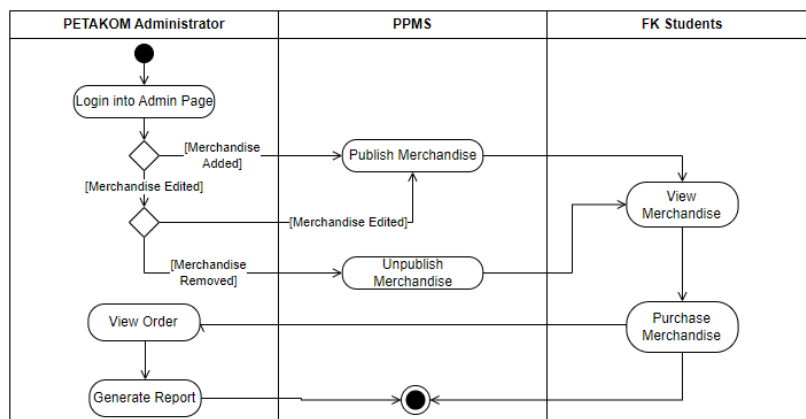 PETAKOM Administrator
PPMS
FK Students
Login into Admin Page
[Merchandise
Added]
Publish Merchandise
[Merchandise Edited]
View
Merchandise
[Merchandise Edited]
[Merchandise
Removed]
Unpublish
Merchandise
View Order
Purchase
Merchandise
Generate Report